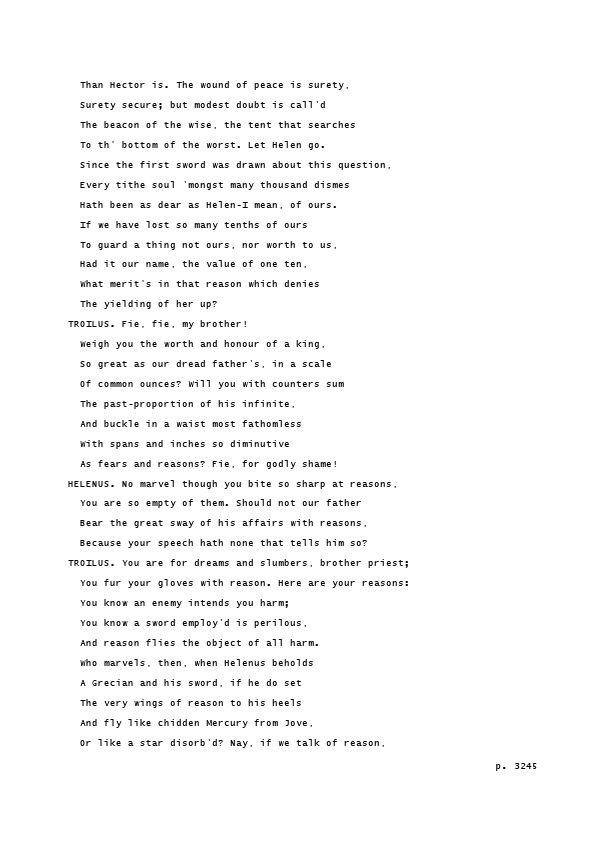 Than Hector is. The wound of peace is surety,
Surety secure; but modest doubt is call'd
The beacon of the wise, the tent that searches
To th' bottom of the worst. Let Helen go.
Since the first sword was drawn about this question,
Every tithe soul 'mongst many thousand dismes
Hath been as dear as Helen-I mean, of ours.
If we have lost so many tenths of ours
To guard a thing not ours, nor worth to us,
Had it our name, the value of one ten,
What merit's in that reason which denies
The yielding of her up?
TROILUS. Fie, fie, my brother!
Weigh you the worth and honour of a king,
So great as our dread father's, in a scale
Of common ounces? Will you with counters sum
The past-proportion of his infinite,
And buckle in a waist most fathomless
With spans and inches so diminutive
As fears and reasons? Fie, for godly shame!
HELENUS. No marvel though you bite so sharp at reasons,
You are so empty of them. Should not our father
Bear the great sway of his affairs with reasons,
Because your speech hath none that tells him so?
TROILUS. You are for dreams and slumbers, brother priest;
You fur your gloves with reason. Here are your reasons:
You know an enemy intends you harm;
You know a sword employ'd is perilous,
And reason flies the object of all harm.
Who marvels, then, when Helenus beholds
A Grecian and his sword, if he do set
The very wings of reason to his heels
And fly like chidden Mercury from Jove,
Or like a star disorb'd? Nay, if we talk of reason,
p. 3245